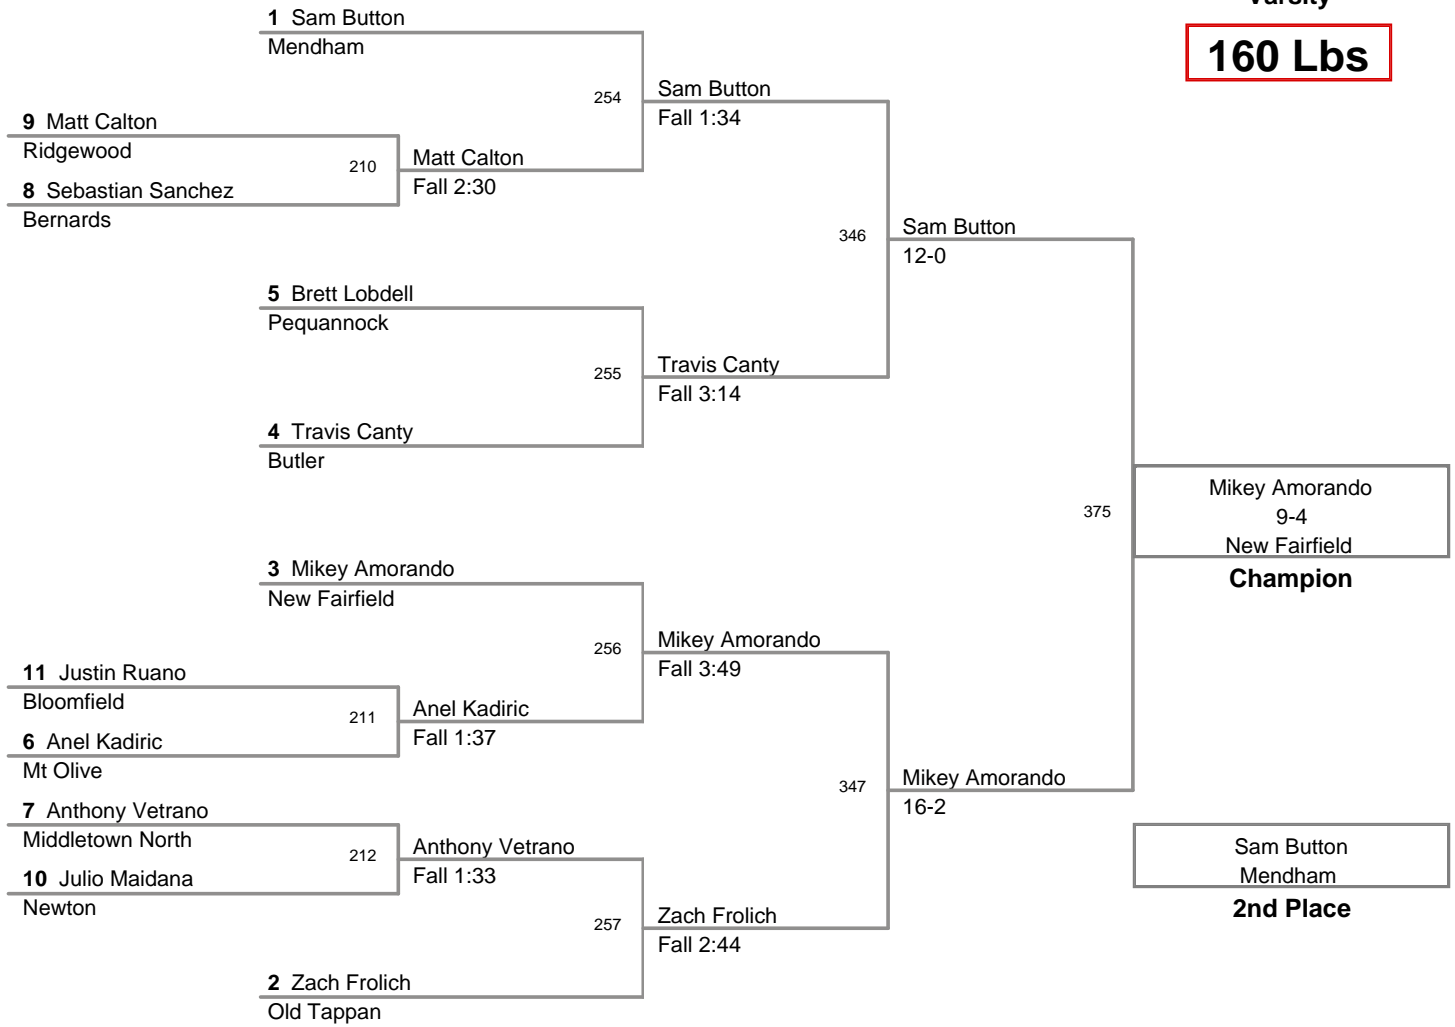 Varsity
160 Lbs
1 Sam Button
Mendham
254
Sam Button
Fall 1:34
9 Matt Calton
Ridgewood
210
Matt Calton
Fall 2:30
8 Sebastian Sanchez
Bernards
346
Sam Button
12-0
5 Brett Lobdell
Pequannock
255
Travis Canty
Fall 3:14
4 Travis Canty
Butler
375
Mikey Amorando
9-4
New Fairfield
Champion
3 Mikey Amorando
New Fairfield
256
Mikey Amorando
Fall 3:49
11 Justin Ruano
Bloomfield
211
Anel Kadiric
Fall 1:37
6 Anel Kadiric
Mt Olive
347
Mikey Amorando
16-2
7 Anthony Vetrano
Middletown North
212
Anthony Vetrano
Fall 1:33
10 Julio Maidana
Newton
257
Zach Frolich
Fall 2:44
2 Zach Frolich
Old Tappan
Sam Button
Mendham
2nd Place